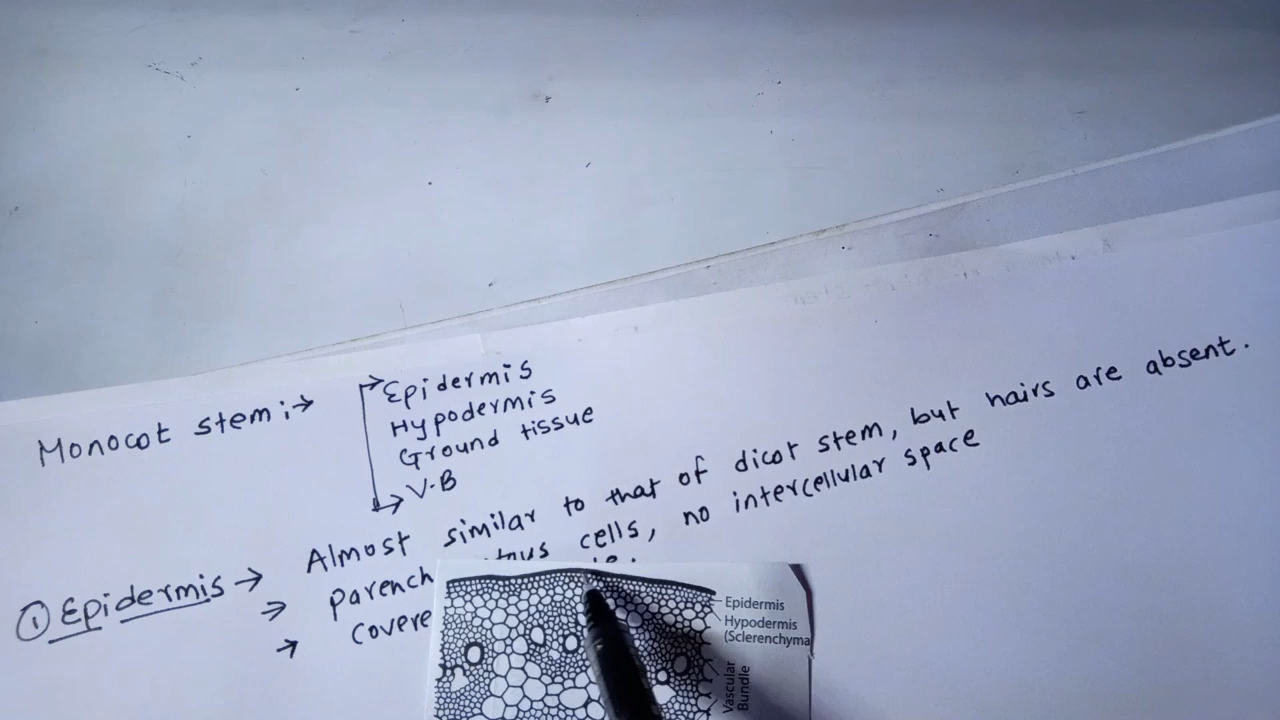 Monocot stem :→
Epidermis
Hypodermis
Ground tissue
V.B
① Epidermis → Almost similar to that of dicot stem, but hairs are absent.
⇒ parench tous cells, no intercellular space
→ covere
Epidermis
Hypodermis
(Sclerenchyma
Vascular
Bundle